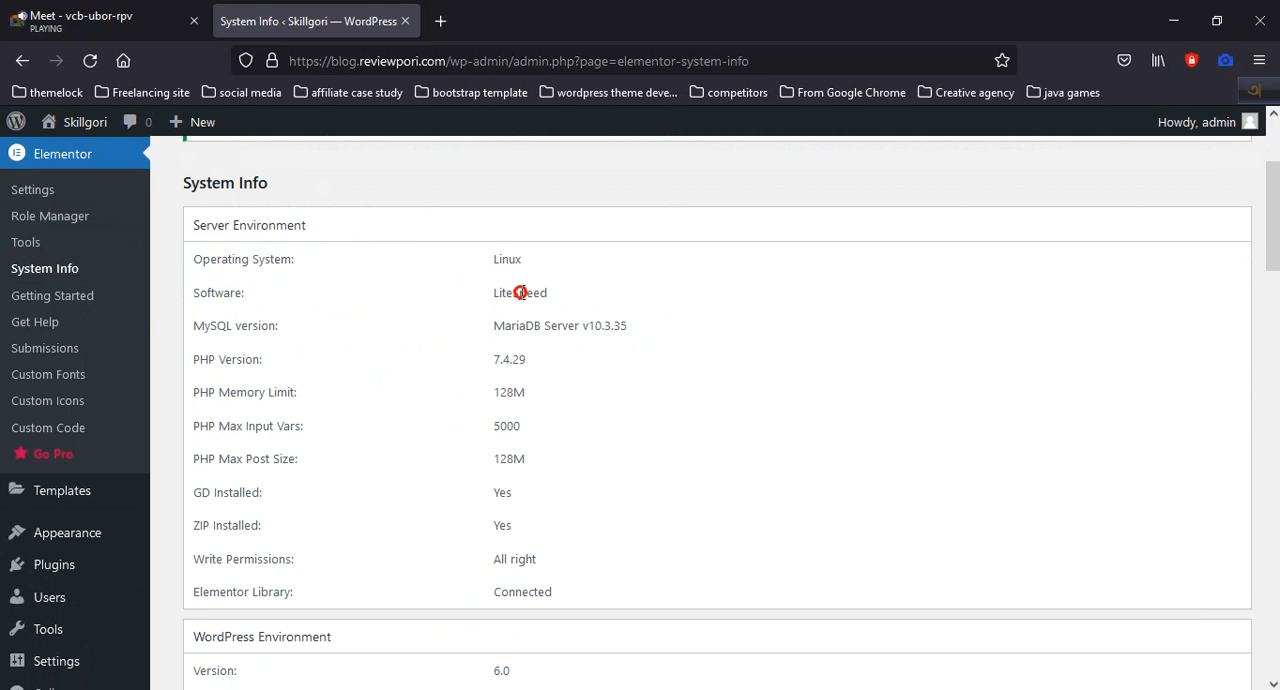 Meet - vcb-ubor-rpv
PLAYING
System Info ‹ Skillgori — WordPress
https://blog.reviewpori.com/wp-admin/admin.php?page=elementor-system-info
themelock
Freelancing site
social media
affiliate case study
bootstrap template
wordpress theme deve...
competitors
From Google Chrome
Creative agency
java games
Skillgori
0
New
Howdy, admin
Elementor
Settings
Role Manager
Tools
System Info
Getting Started
Get Help
Submissions
Custom Fonts
Custom Icons
Custom Code
Go Pro
Templates
Appearance
Plugins
Users
Tools
Settings
System Info
Server Environment
Operating System: Linux
Software: LiteSpeed
MySQL version: MariaDB Server v10.3.35
PHP Version: 7.4.29
PHP Memory Limit: 128M
PHP Max Input Vars: 5000
PHP Max Post Size: 128M
GD Installed: Yes
ZIP Installed: Yes
Write Permissions: All right
Elementor Library: Connected
WordPress Environment
Version: 6.0